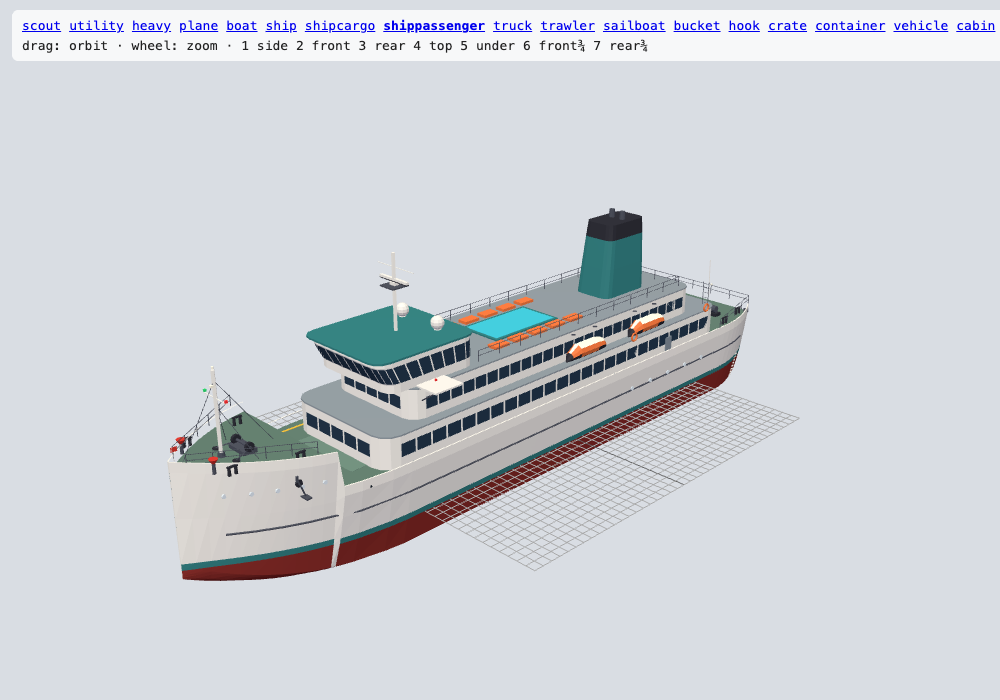 scout utility heavy plane boat ship shipcargo shippassenger truck trawler sailboat bucket hook crate container vehicle cabin
drag: orbit · wheel: zoom · 1 side 2 front 3 rear 4 top 5 under 6 front¾ 7 rear¾